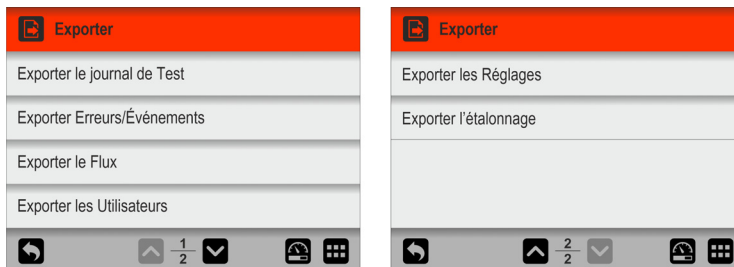 Exporter
Exporter le journal de Test
Exporter Erreurs/Événements
Exporter le Flux
Exporter les Utilisateurs
1
2
Exporter
Exporter les Réglages
Exporter l'étalonnage
2
2